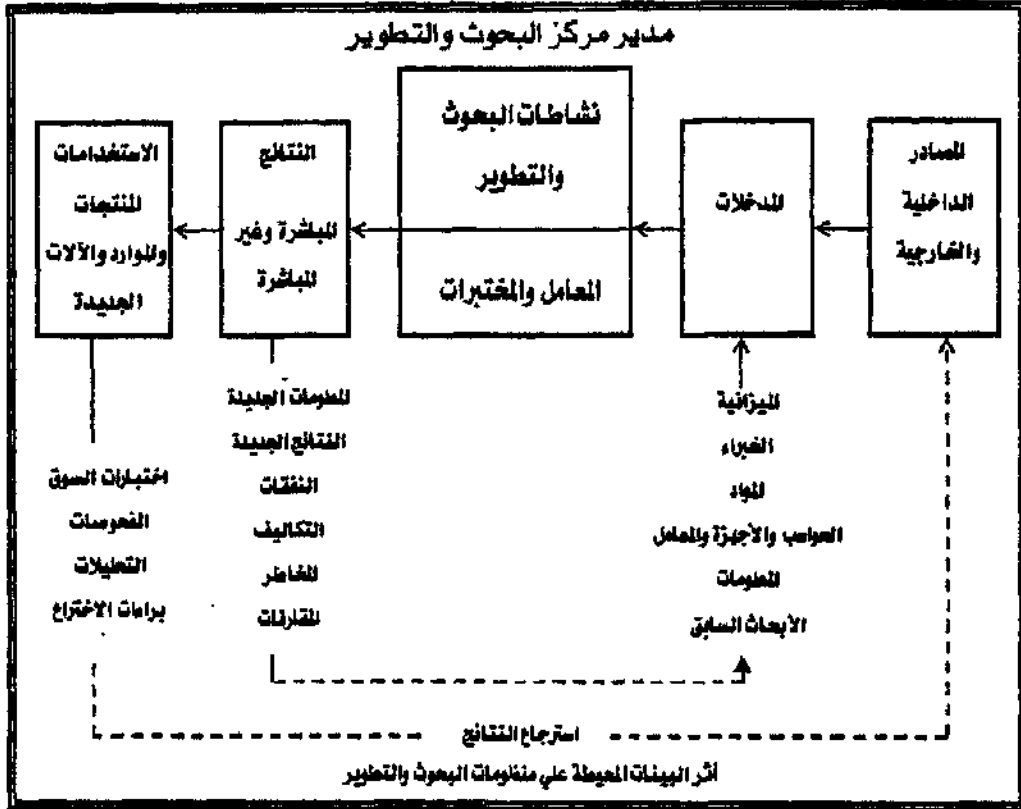 مدير مركز البحوث والتطوير
المصادر
الداخلية
والخارجية
المدخلات
نشاطات البحوث
والتطوير
المعامل والمختبرات
النتائج
المباشرة وغير
المباشرة
الاستخدامات
المنتجات
والموارد والآلات
الجديدة
الميزانية
الخبراء
المواد
الحواسب والأجهزة والمعامل
المعلومات
الأبحاث السابق
المعلومات الجديدة
النتائج الجديدة
النفقات
التكاليف
المخاطر
المقارنات
اختبارات السوق
الفحوصات
التحليلات
براءات الاختراع
استرجاع النتائج
أثر البيئات المحيطة علي منظومات البحوث والتطوير